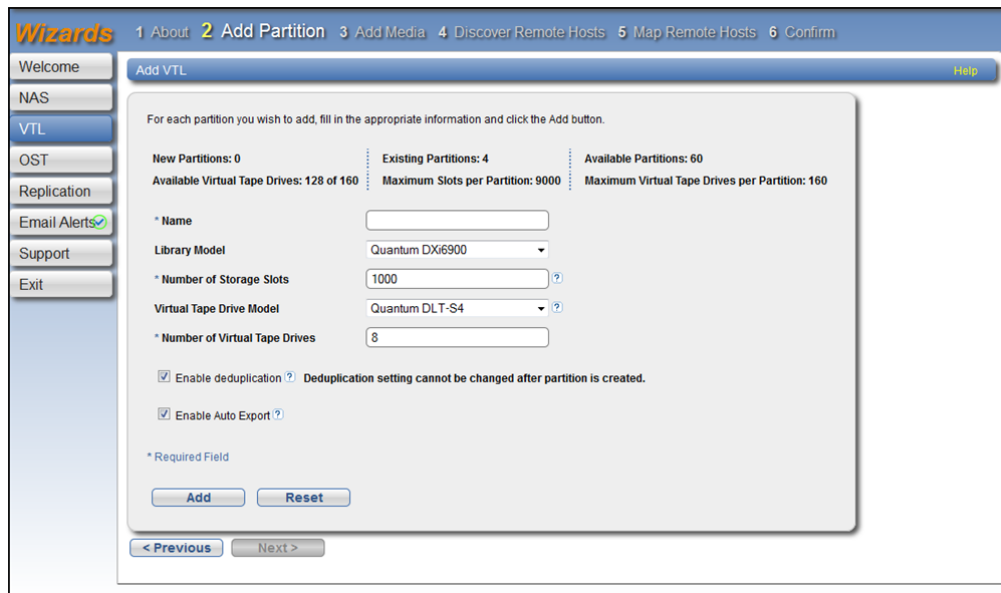 Wizards
1 About 2 Add Partition 3 Add Media 4 Discover Remote Hosts 5 Map Remote Hosts 6 Confirm
Welcome
NAS
VTL
OST
Replication
Email Alerts
Support
Exit
Add VTL
Help
For each partition you wish to add, fill in the appropriate information and click the Add button.
New Partitions: 0
Existing Partitions: 4
Available Partitions: 60
Available Virtual Tape Drives: 128 of 160
Maximum Slots per Partition: 9000
Maximum Virtual Tape Drives per Partition: 160
* Name
Library Model
Quantum DXi6900
* Number of Storage Slots
1000
?
Virtual Tape Drive Model
Quantum DLT-S4
?
* Number of Virtual Tape Drives
8
Enable deduplication ? Deduplication setting cannot be changed after partition is created.
Enable Auto Export ?
* Required Field
Add
Reset
< Previous
Next >